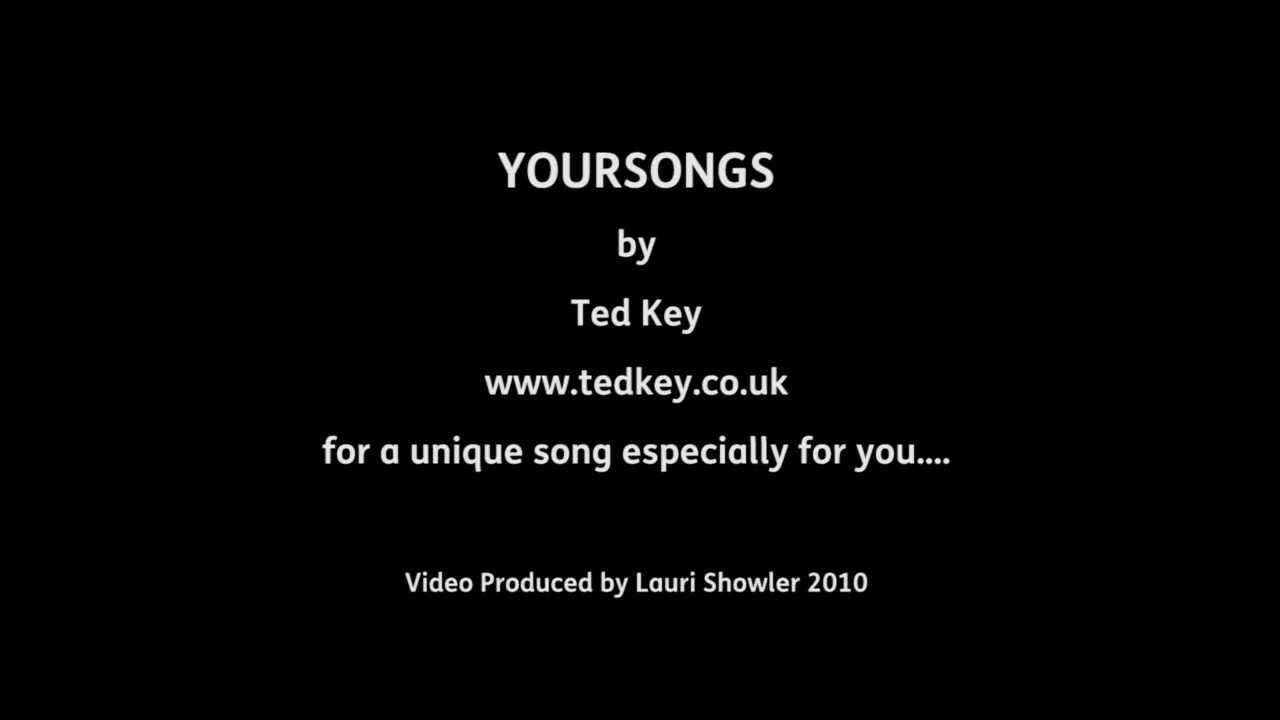 YOURSONGS
by
Ted Key
www.tedkey.co.uk
for a unique song especially for you....
Video Produced by Lauri Showler 2010